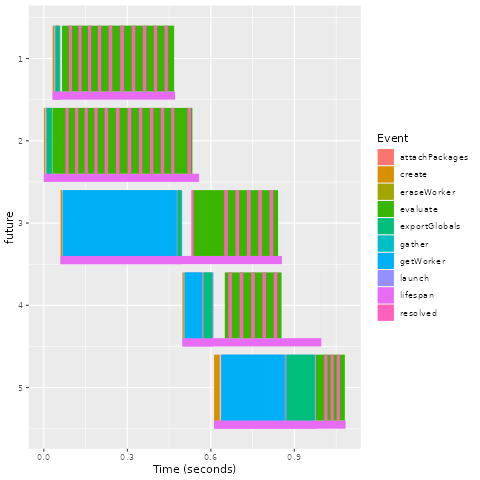 1
2
3
4
5
future
0.0 0.3 0.6 0.9
Time (seconds)
Event
attachPackages
create
eraseWorker
evaluate
exportGlobals
gather
getWorker
launch
lifespan
resolved